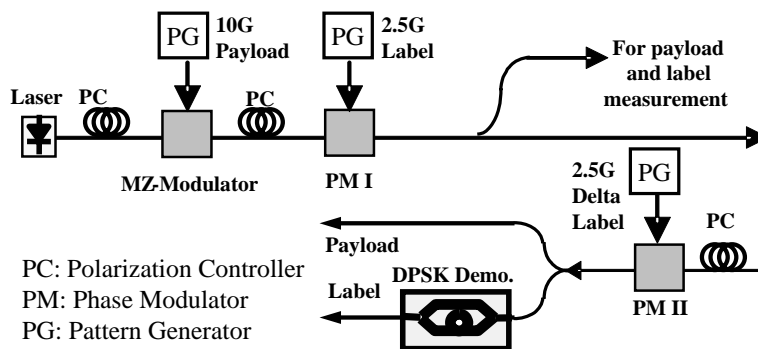 PG
10G
Payload
PG
2.5G
Label
For payload
and label
measurement
Laser
PC
PC
MZ-Modulator
PM I
2.5G
Delta
Label
PG
PC
PM II
Payload
DPSK Demo.
Label
PC: Polarization Controller
PM: Phase Modulator
PG: Pattern Generator